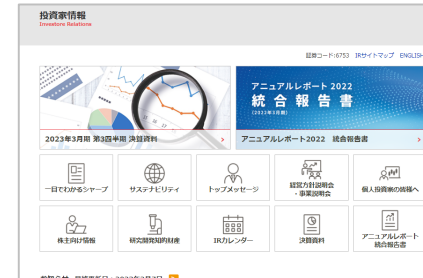 投資家情報
Investors Relations
証券コード:6753 IRサイトマップ ENGLISH
2023年3月期 第3四半期 決算資料
アニュアルレポート 2022
統合報告書
(2022年3月期)
アニュアルレポート2022 統合報告書
一目でわかるシャープ
サステナビリティ
トップメッセージ
経営方針説明会
・事業説明会
個人投資家の皆様へ
株主向け情報
研究開発知的財産
IRカレンダー
決算資料
アニュアルレポート
統合報告書